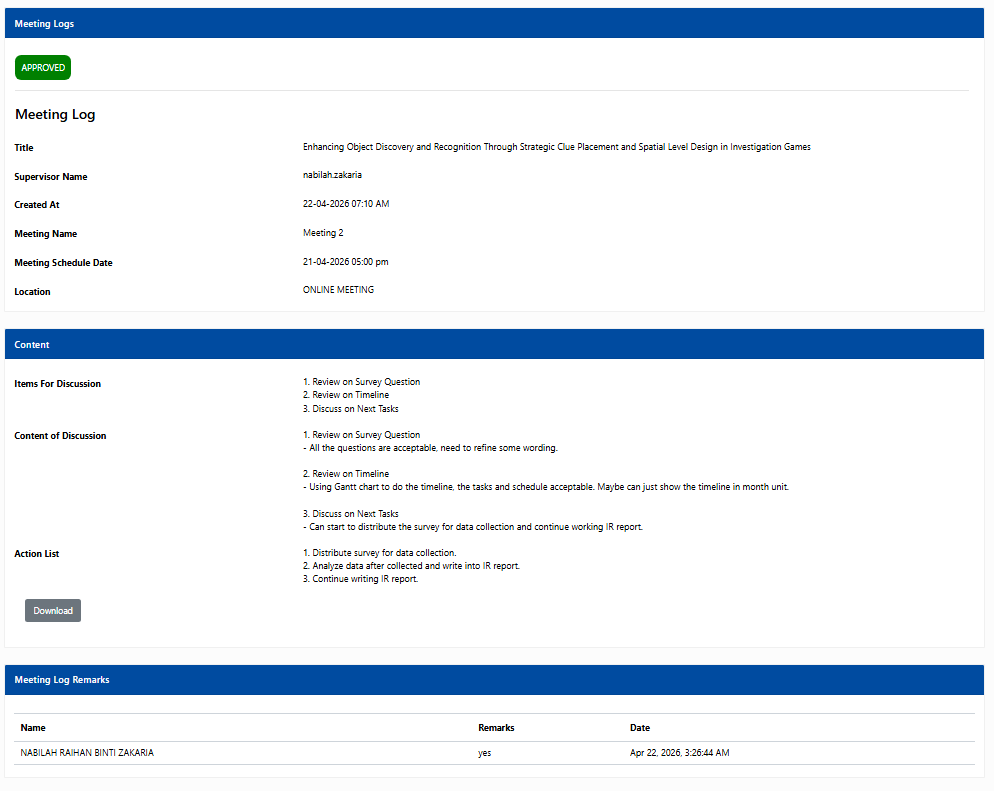 Meeting Logs
APPROVED
Meeting Log
Title Enhancing Object Discovery and Recognition Through Strategic Clue Placement and Spatial Level Design in Investigation Games
Supervisor Name nabilah.zakaria
Created At 22-04-2026 07:10 AM
Meeting Name Meeting 2
Meeting Schedule Date 21-04-2026 05:00 pm
Location ONLINE MEETING
Content
Items For Discussion 1. Review on Survey Question
2. Review on Timeline
3. Discuss on Next Tasks
Content of Discussion 1. Review on Survey Question
- All the questions are acceptable, need to refine some wording.
2. Review on Timeline
- Using Gantt chart to do the timeline, the tasks and schedule acceptable. Maybe can just show the timeline in month unit.
3. Discuss on Next Tasks
- Can start to distribute the survey for data collection and continue working IR report.
Action List 1. Distribute survey for data collection.
2. Analyze data after collected and write into IR report.
3. Continue writing IR report.
Download
Meeting Log Remarks
Name Remarks Date
NABILAH RAIHAN BINTI ZAKARIA yes Apr 22, 2026, 3:26:44 AM